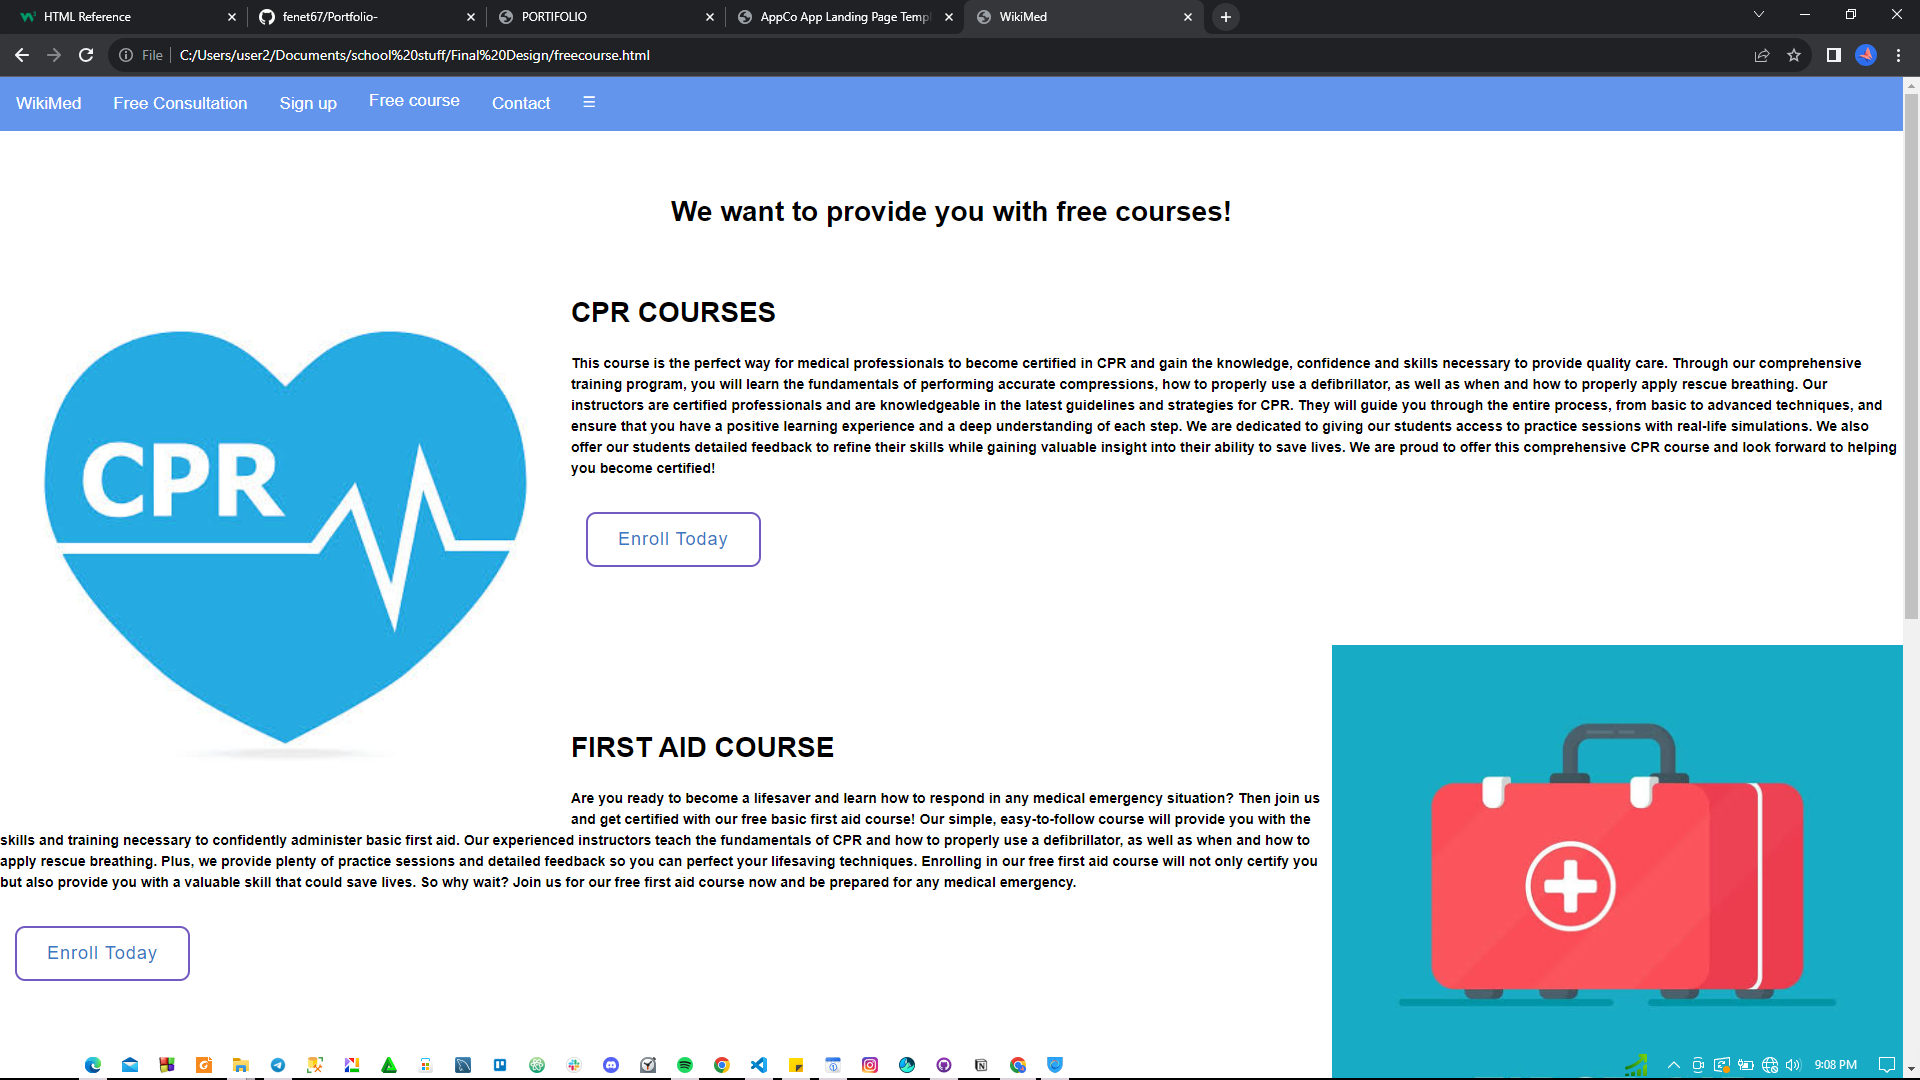 HTML Reference
fenet67/Portfolio-
PORTIFOLIO
AppCo App Landing Page Temp
WikiMed
File
C:/Users/user2/Documents/school%20stuff/Final%20Design/freecourse.html
WikiMed
Free Consultation
Sign up
Free course
Contact
☰
We want to provide you with free courses!
CPR COURSES
This course is the perfect way for medical professionals to become certified in CPR and gain the knowledge, confidence and skills necessary to provide quality care. Through our comprehensive
training program, you will learn the fundamentals of performing accurate compressions, how to properly use a defibrillator, as well as when and how to properly apply rescue breathing. Our
instructors are certified professionals and are knowledgeable in the latest guidelines and strategies for CPR. They will guide you through the entire process, from basic to advanced techniques, and
ensure that you have a positive learning experience and a deep understanding of each step. We are dedicated to giving our students access to practice sessions with real-life simulations. We also
offer our students detailed feedback to refine their skills while gaining valuable insight into their ability to save lives. We are proud to offer this comprehensive CPR course and look forward to helping
you become certified!
CPR
Enroll Today
FIRST AID COURSE
Are you ready to become a lifesaver and learn how to respond in any medical emergency situation? Then join us
and get certified with our free basic first aid course! Our simple, easy-to-follow course will provide you with the
skills and training necessary to confidently administer basic first aid. Our experienced instructors teach the fundamentals of CPR and how to properly use a defibrillator, as well as when and how to
apply rescue breathing. Plus, we provide plenty of practice sessions and detailed feedback so you can perfect your lifesaving techniques. Enrolling in our free first aid course will not only certify you
but also provide you with a valuable skill that could save lives. So why wait? Join us for our free first aid course now and be prepared for any medical emergency.
Enroll Today
9:08 PM